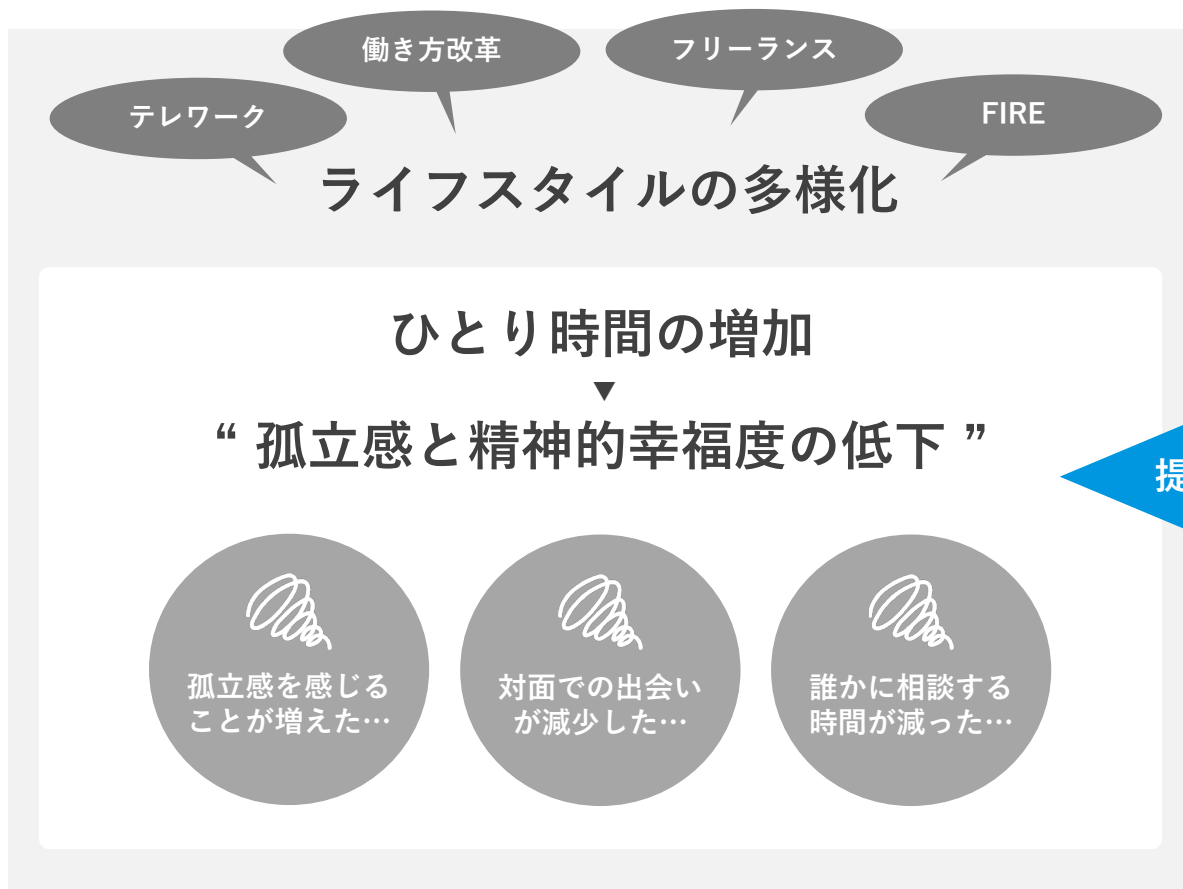 働き方改革
フリーランス
テレワーク
FIRE
ライフスタイルの多様化
ひとり時間の増加
▼
“ 孤立感と精神的幸福度の低下 ”
提
孤立感を感じる
ことが増えた…
対面での出会い
が減少した…
誰かに相談する
時間が減った…